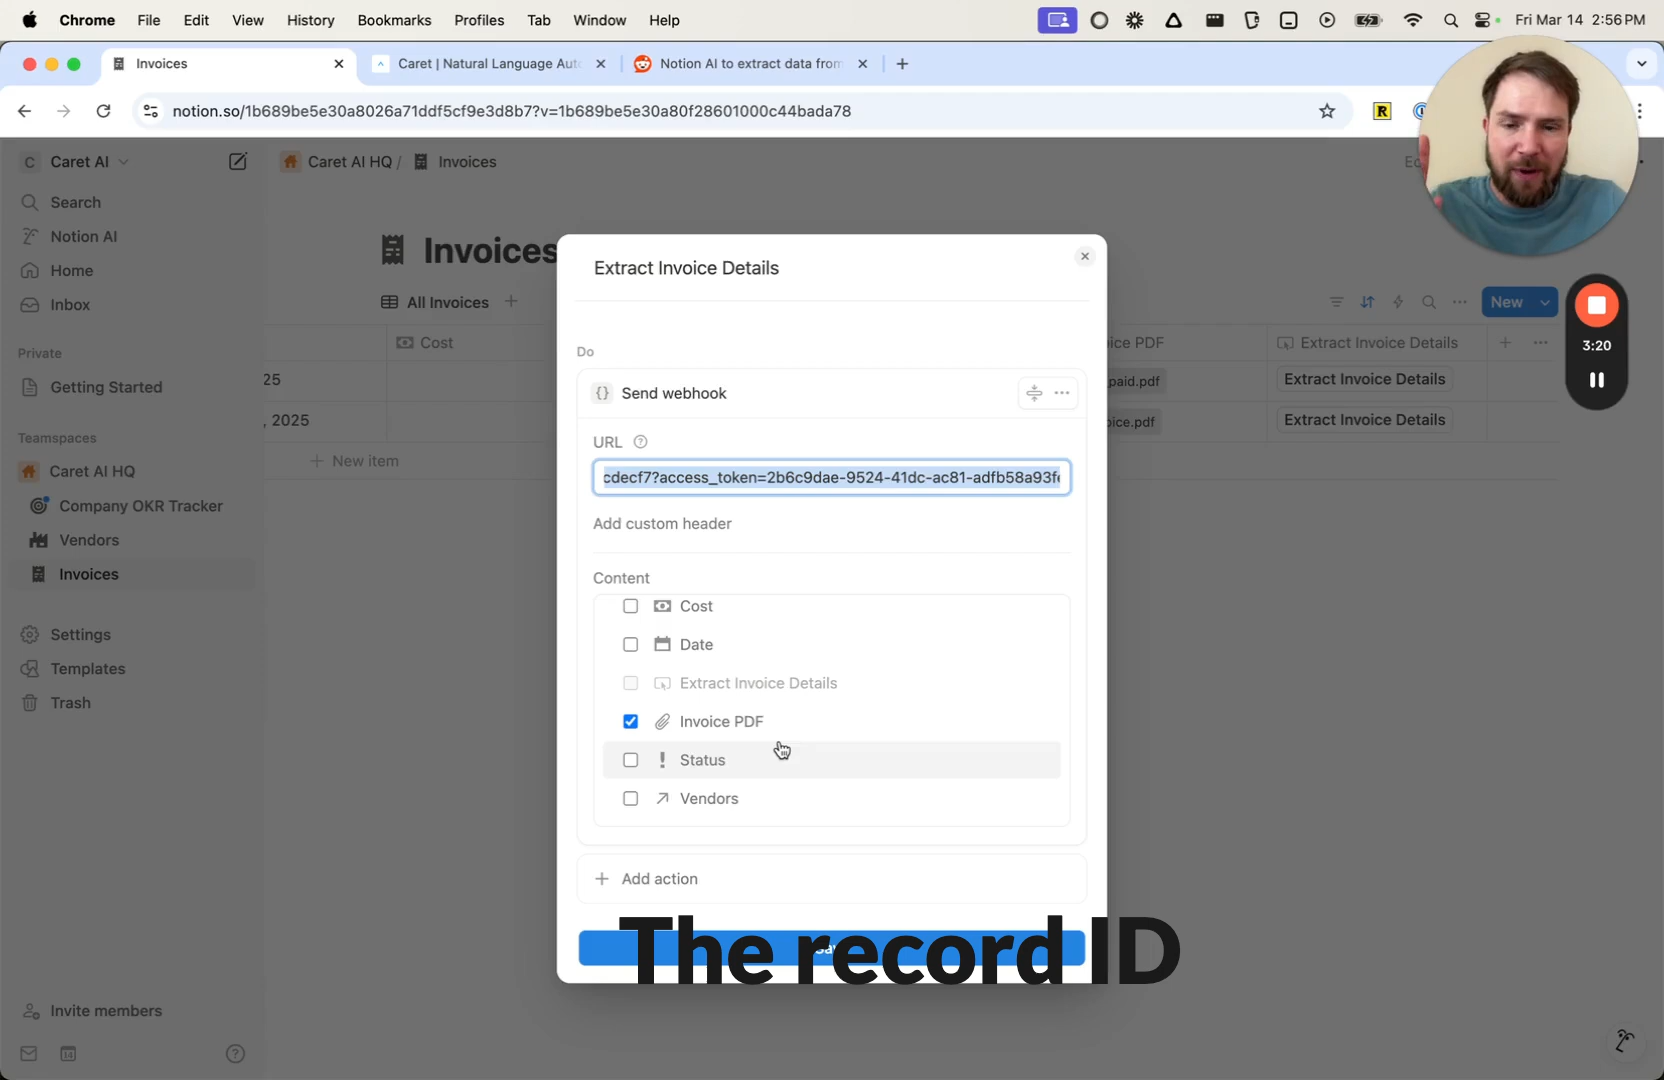 Chrome File Edit View History Bookmarks Profiles Tab Window Help Fri Mar 14 2:56 PM
Invoices
Caret | Natural Language Aut
Notion AI to extract data from
notion.so/1b689be5e30a8026a71ddf5cf9e3d8b7?v=1b689be5e30a80f28601000c44bada78
C Caret AI
Caret AI HQ / Invoices
Search
Notion AI
Home
Inbox
Private
Getting Started
Teamspaces
Caret AI HQ
Company OKR Tracker
Vendors
Invoices
Settings
Templates
Trash
Invite members
Invoices
All Invoices
New
Cost
ice PDF
Extract Invoice Details
25
paid.pdf
Extract Invoice Details
, 2025
oice.pdf
Extract Invoice Details
New item
3:20
Extract Invoice Details
Do
Send webhook
URL
cdecf7?access_token=2b6c9dae-9524-41dc-ac81-adfb58a93f
Add custom header
Content
Cost
Date
Extract Invoice Details
Invoice PDF
Status
Vendors
Add action
The record ID